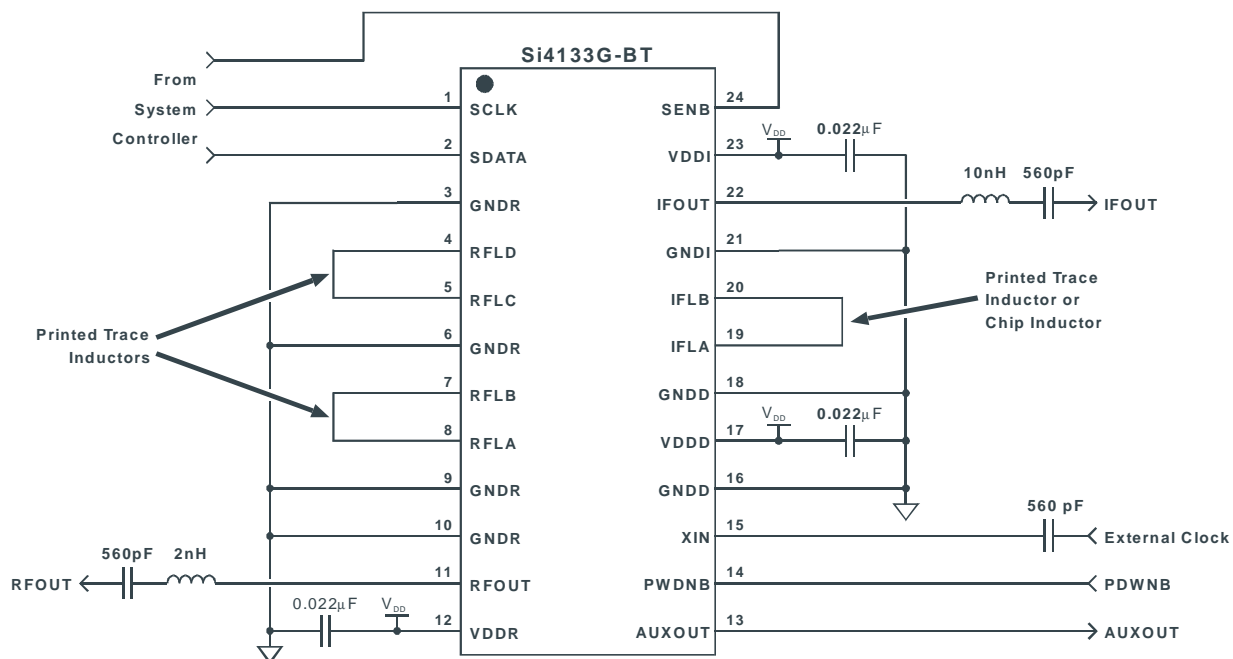 Si4133G-BT
From
System
Controller
1 SCLK
2 SDATA
3 GNDR
4 RFLD
5 RFLC
6 GNDR
7 RFLB
8 RFLA
9 GNDR
10 GNDR
11 RFOUT
12 VDDR
Printed Trace
Inductors
560pF 2nH
RFOUT
0.022μF VDD
SENB 24
VDDI 23
IFOUT 22
GNDI 21
IFLB 20
IFLA 19
GNDD 18
VDDD 17
GNDD 16
XIN 15
PWDNB 14
AUXOUT 13
VDD 0.022μF
10nH 560pF
IFOUT
Printed Trace
Inductor or
Chip Inductor
VDD 0.022μF
560 pF
External Clock
PDWNB
AUXOUT